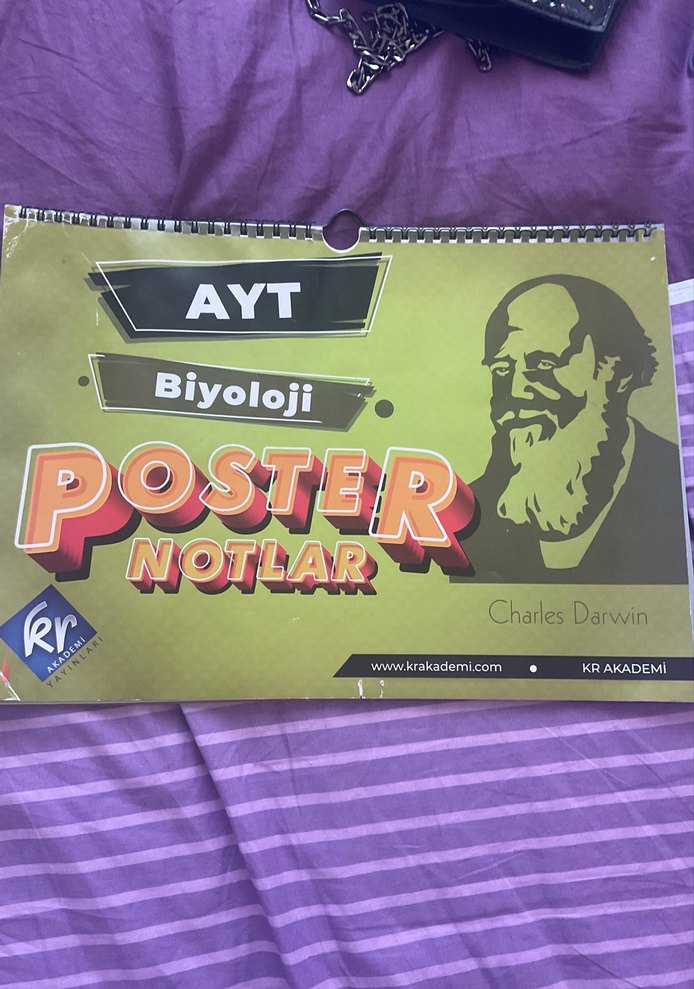 AYT
Biyoloji
POSTER
NOTLAR
Charles Darwin
kr
AKADEMİ
YAYINLARI
www.krakademi.com • KR AKADEMİ